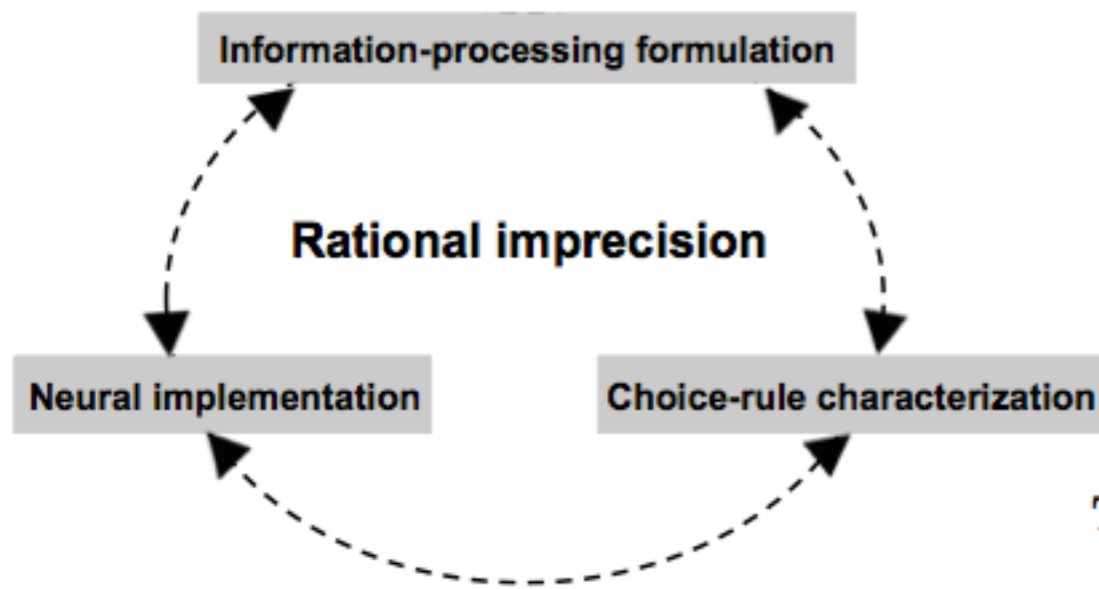 Information-processing formulation
Rational imprecision
Neural implementation
Choice-rule characterization